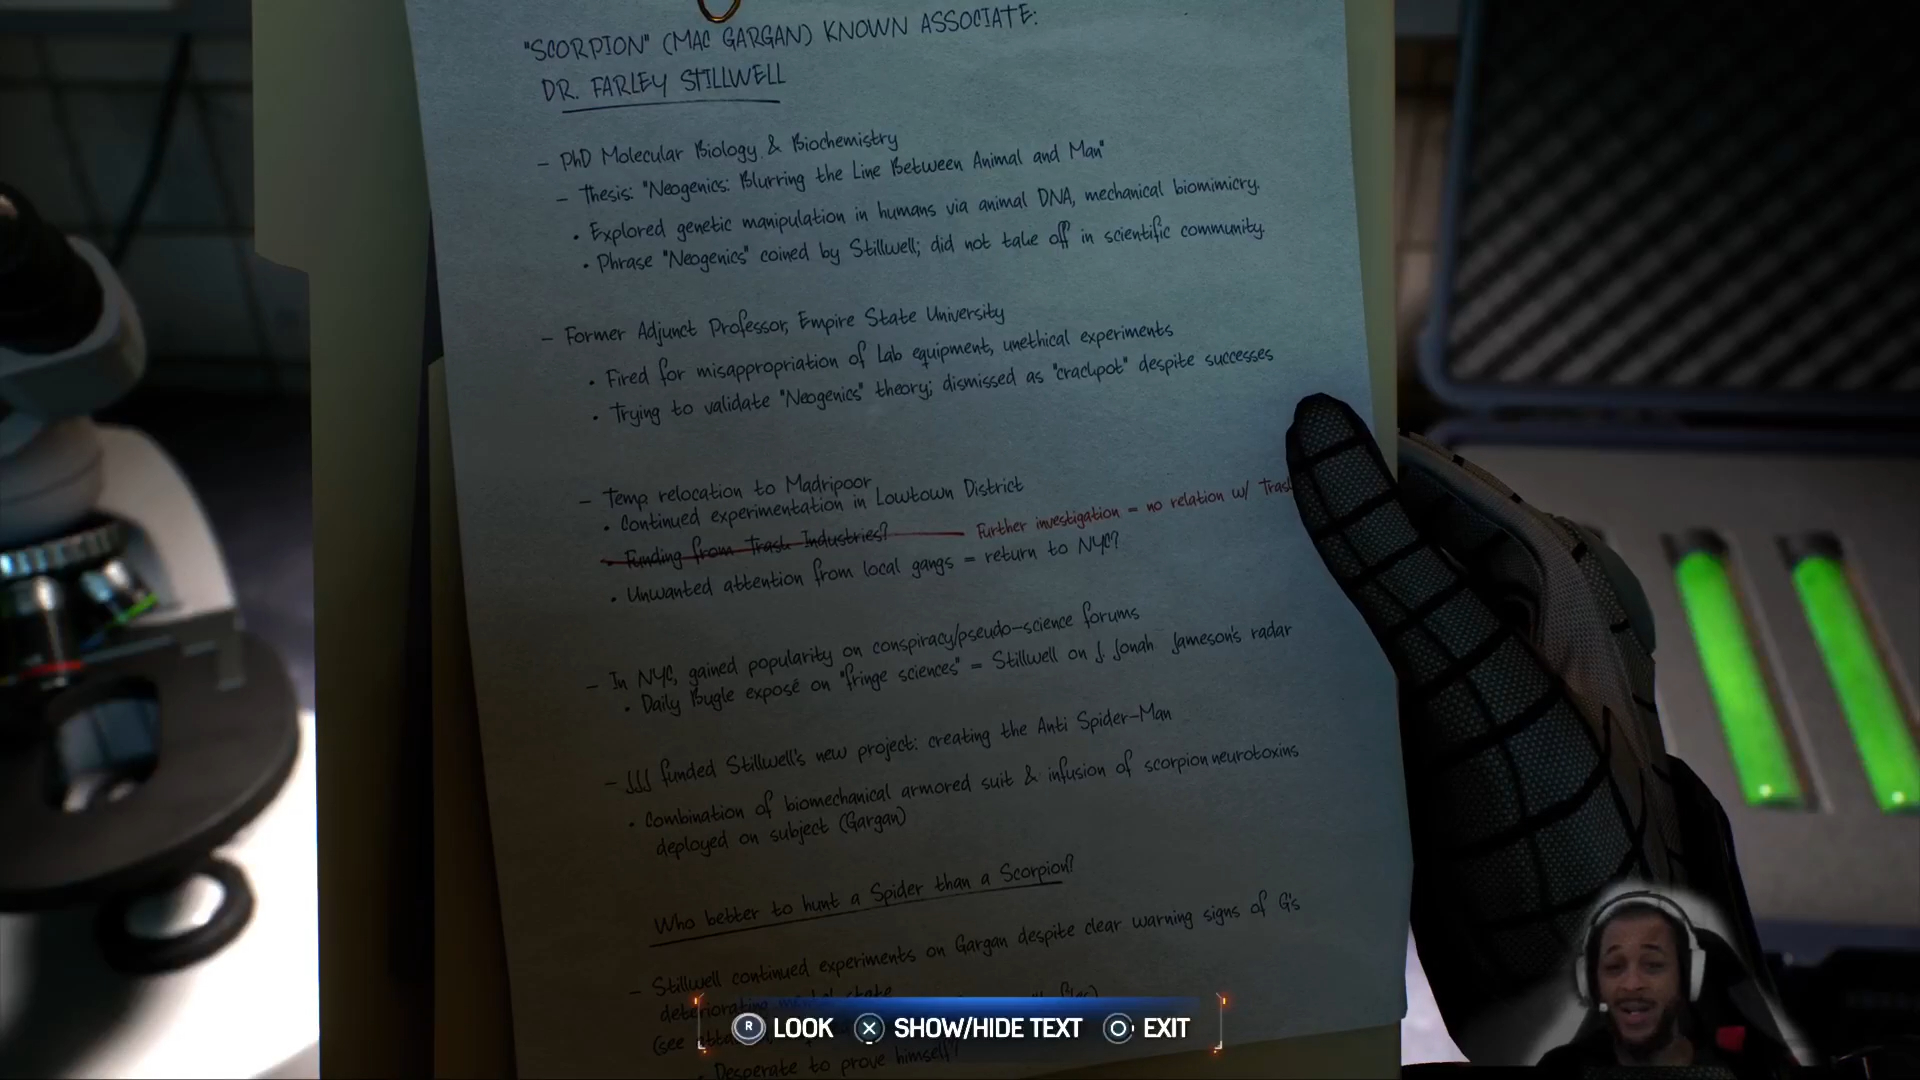 "SCORPION" (MAC GARGAN) KNOWN ASSOCIATE:
DR. FARLEY STILLWELL
- PhD Molecular Biology & Biochemistry
- Thesis: "Neogenics: Blurring the Line Between Animal and Man"
• Explored genetic manipulation in humans via animal DNA, mechanical biomimicry.
• Phrase "Neogenics" coined by Stillwell; did not take off in scientific community.
- Former Adjunct Professor, Empire State University
• Fired for misappropriation of Lab equipment, unethical experiments
• Trying to validate "Neogenics" theory; dismissed as "crackpot" despite successes
- Temp. relocation to Madripoor
• Continued experimentation in Lowtown District
• Funding from Trask Industries? Further investigation = no relation w/ Trask
• Unwanted attention from local gangs = return to NYC?
- In NYC, gained popularity on conspiracy/pseudo-science forums
• Daily Bugle exposé on "fringe sciences" = Stillwell on J. Jonah Jameson's radar
- JJJ funded Stillwell's new project: creating the Anti Spider-Man
• Combination of biomechanical armored suit & infusion of scorpion neurotoxins
deployed on subject (Gargan)
Who better to hunt a Spider than a Scorpion?
- Stillwell continued experiments on Gargan despite clear warning signs of G's
deteriorating mental state
(see
• Desperate to prove himself?
R LOOK X SHOW/HIDE TEXT O EXIT